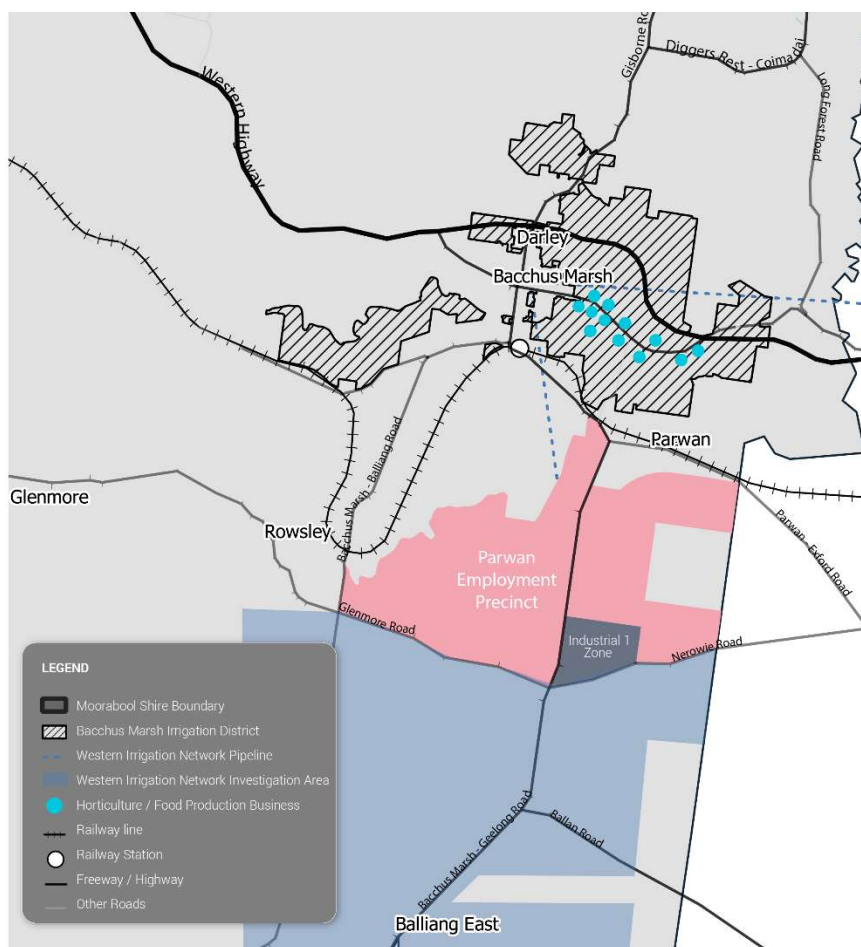 Gisborne Ro
Diggers Rest - Coimadai
Western Highway
Long Forest Road
Darley
Bacchus Marsh
Parwan
Glenmore
Bacchus Marsh - Balliang Road
Rowsley
Parwan
Employment
Precinct
Parwan - Exford Road
Glenmore Road
Industrial 1
Zone
Nerowie Road
LEGEND
Moorabool Shire Boundary
Bacchus Marsh Irrigation District
Western Irrigation Network Pipeline
Western Irrigation Network Investigation Area
Horticulture / Food Production Business
Railway line
Railway Station
Freeway / Highway
Other Roads
Bacchus Marsh - Geelong Road
Ballan Road
Balliang East